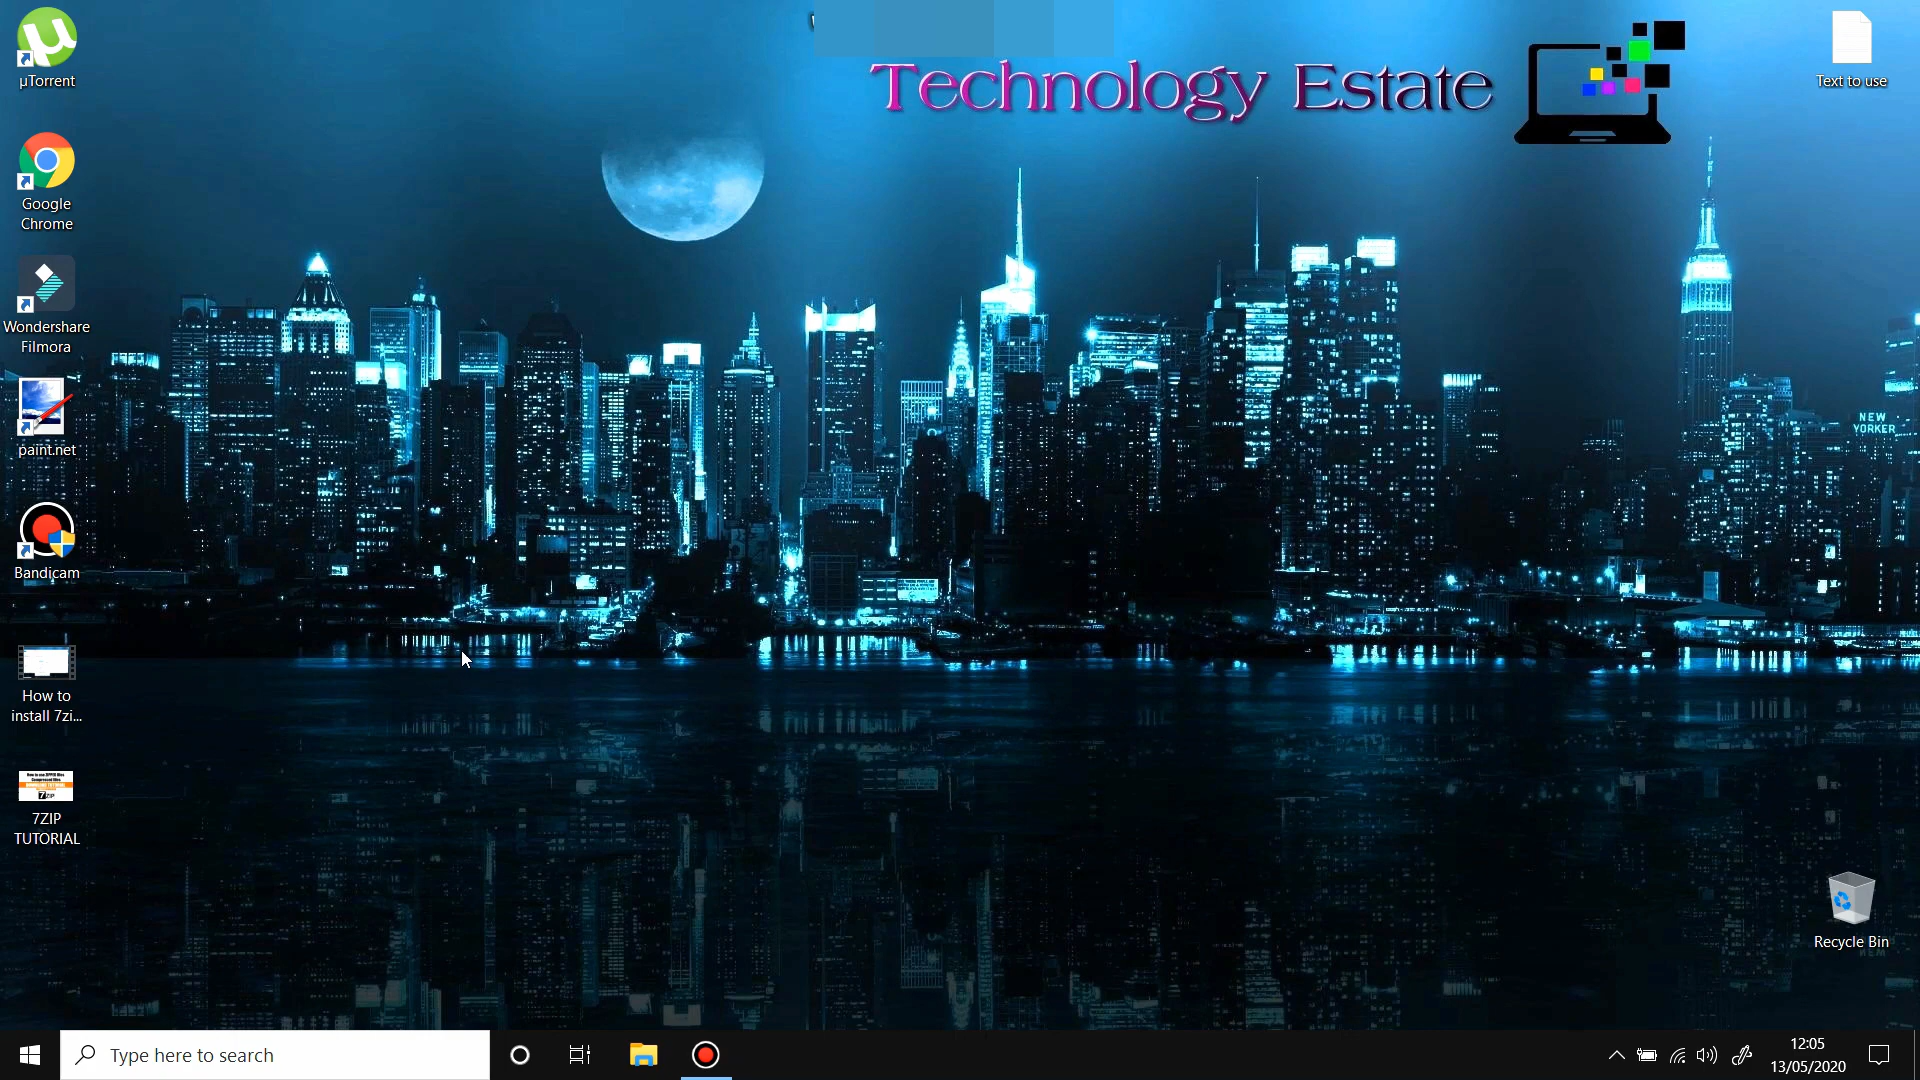 µTorrent
Google
Chrome
Wondershare
Filmora
paint.net
Bandicam
How to
install 7zi...
7ZIP
TUTORIAL
Technology Estate
Text to use
NEW
YORKER
Recycle Bin
Type here to search
12:05
13/05/2020